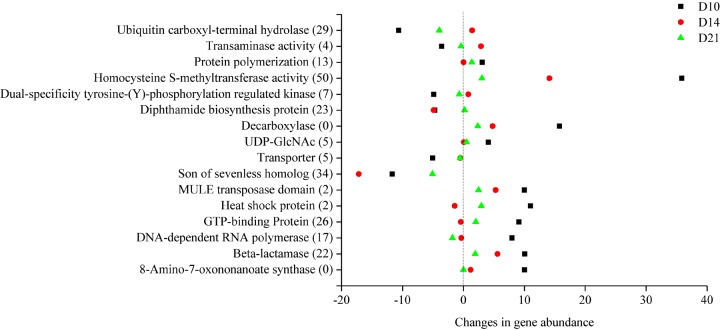 D10
D14
D21
Ubiquitin carboxyl-terminal hydrolase (29)
Transaminase activity (4)
Protein polymerization (13)
Homocysteine S-methyltransferase activity (50)
Dual-specificity tyrosine-(Y)-phosphorylation regulated kinase (7)
Diphthamide biosynthesis protein (23)
Decarboxylase (0)
UDP-GlcNAc (5)
Transporter (5)
Son of sevenless homolog (34)
MULE transposase domain (2)
Heat shock protein (2)
GTP-binding Protein (26)
DNA-dependent RNA polymerase (17)
Beta-lactamase (22)
8-Amino-7-oxononanoate synthase (0)
-20 -10 0 10 20 30 40
Changes in gene abundance